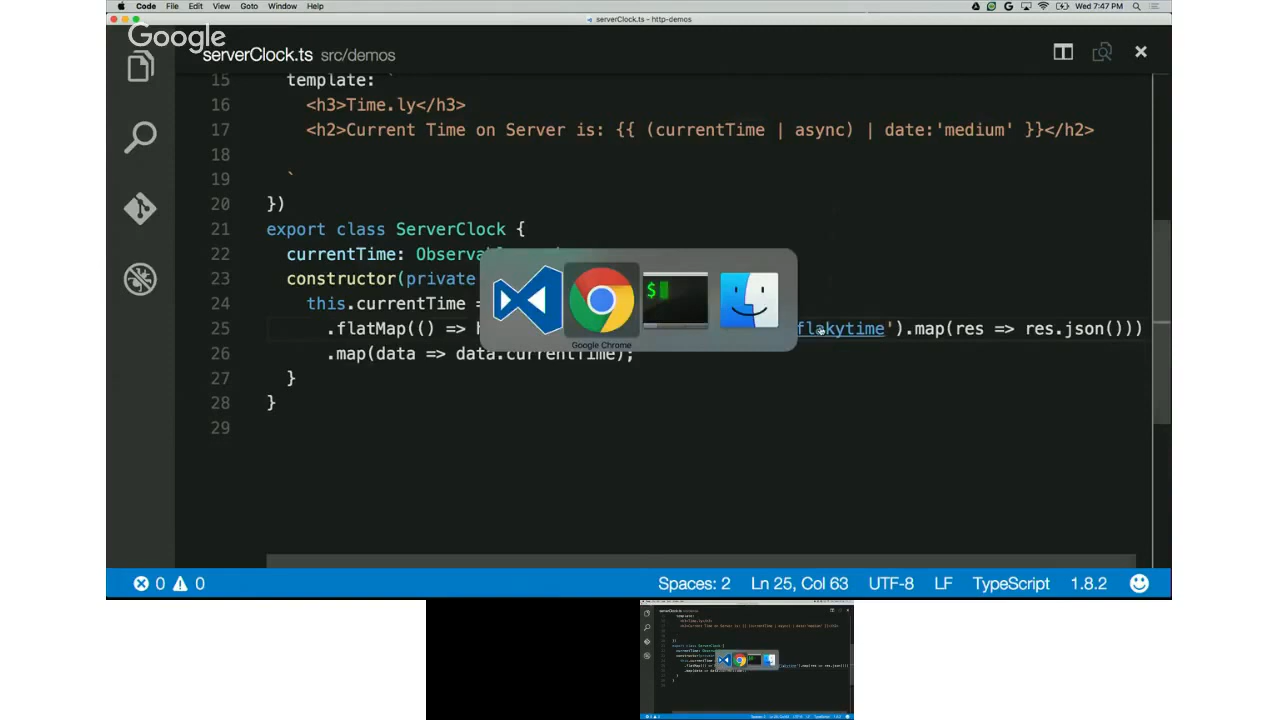 Code File Edit View Goto Window Help Wed 7:47 PM
serverClock.ts - http-demos
Google
serverClock.ts src/demos
15 template: `
16 <h3>Time.ly</h3>
17 <h2>Current Time on Server is: {{ (currentTime | async) | date:'medium' }}</h2>
18
19 `
20 })
21 export class ServerClock {
22 currentTime:
23 constructor(private
24 this.currentTime =
25 .flatMap(() => flakytime').map(res => res.json()))
26 .map(data => data.currentTime);
27 }
28 }
29
$
Google Chrome
0 0 Spaces: 2 Ln 25, Col 63 UTF-8 LF TypeScript 1.8.2